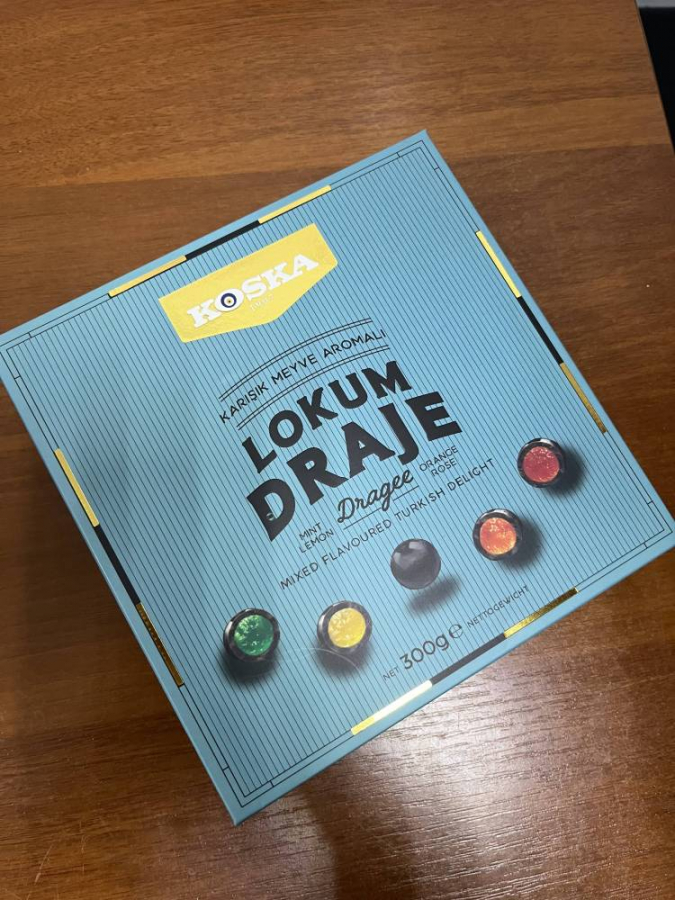 KOSKA
KARIŞIK MEYVE AROMALI
LOKUM
DRAJE
MINT
LEMON
Dragee
ORANGE
ROSE
MIXED FLAVOURED TURKISH DELIGHT
NET 300g e NETTOGEWICHT